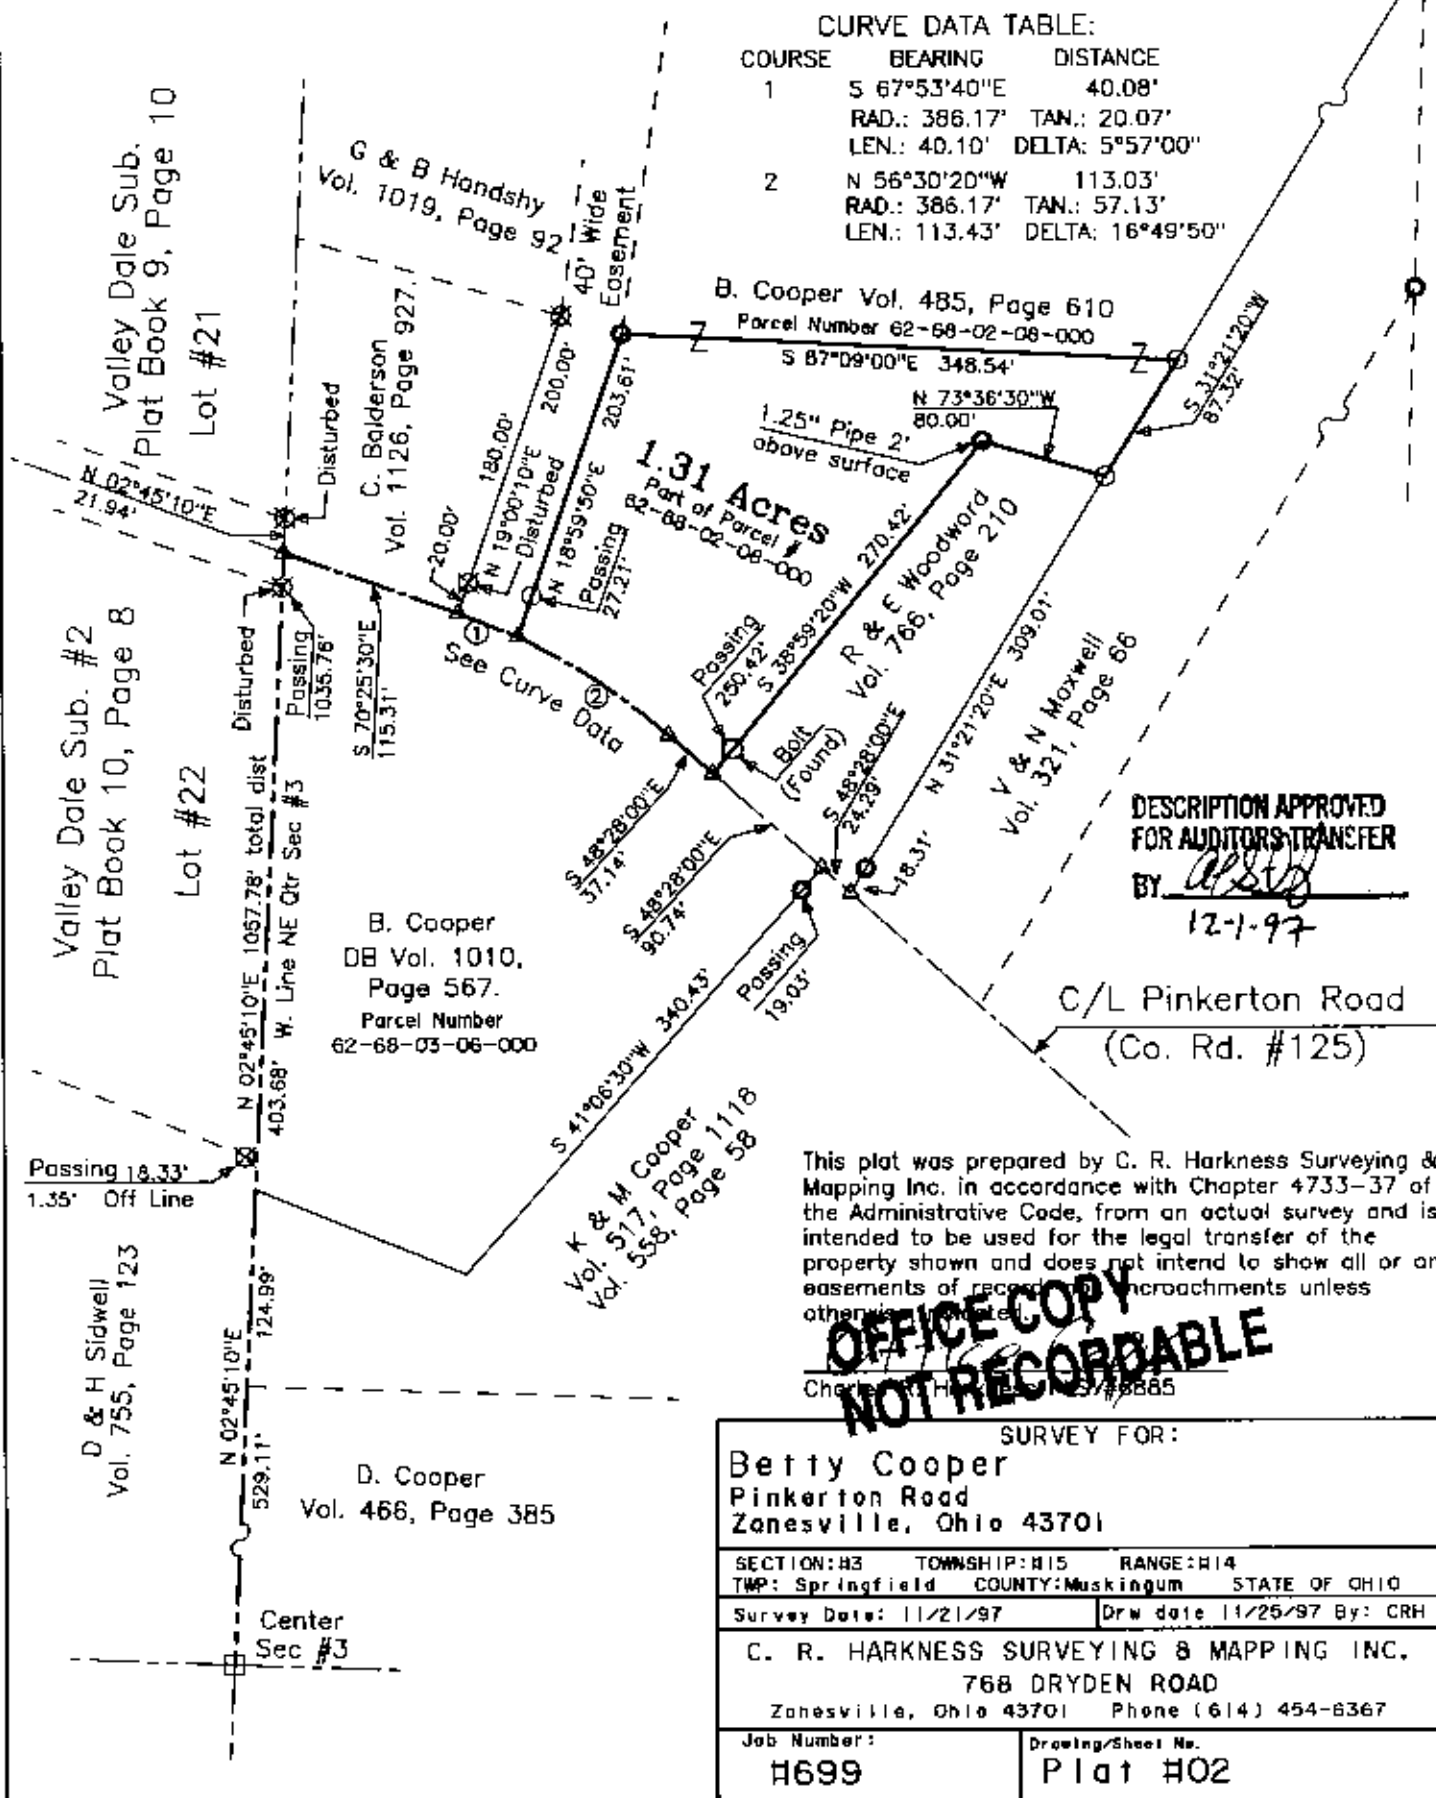 CURVE DATA TABLE:
COURSE BEARING DISTANCE
1 S 67°53'40"E 40.08'
RAD.: 386.17' TAN.: 20.07'
LEN.: 40.10' DELTA: 5°57'00"
2 N 56°30'20"W 113.03'
RAD.: 386.17' TAN.: 57.13'
LEN.: 113.43' DELTA: 16°49'50"
Valley Dale Sub.
Plat Book 9, Page 10
Lot #21
G & B Handshy
Vol. 1019, Page 92
40' Wide
Easement
B. Cooper Vol. 485, Page 610
Parcel Number 62-68-02-08-000
S 87°09'00"E 348.54'
N 73°36'30"W
80.00'
S 31°21'20"W
87.32'
1.25" Pipe 2'
above surface
C. Balderson
Vol. 1126, Page 927.
Disturbed
N 02°45'10"E
21.94'
20.00'
180.00'
200.00'
N 19°00'10"E
Disturbed
203.61'
N 18°59'50"E
Passing
27.21'
1.31 Acres
Part of Parcel #
62-68-02-08-000
S 38°59'20"W 270.42'
R & E Woodword
Vol. 766, Page 210
N 31°21'20"E 309.01'
V & N Maxwell
Vol. 321, Page 66
Passing
250.42'
Bolt
(Found)
S 48°28'00"E
24.29'
18.31'
1
See Curve Data
2
S 70°25'30"E
115.31'
Disturbed
Passing
1035.76'
Valley Dale Sub. #2
Plat Book 10, Page 8
Lot #22
N 02°45'10"E 1057.78' total dist
403.68' W. Line NE Qtr Sec #3
S 48°28'00"E
37.14'
S 48°28'00"E
90.74'
Passing
19.03'
B. Cooper
DB Vol. 1010,
Page 567.
Parcel Number
62-68-03-06-000
S 41°06'30"W 340.43'
K & M Cooper
Vol. 517, Page 1118
Vol. 558, Page 58
DESCRIPTION APPROVED
FOR AUDITORS TRANSFER
BY
12-1-97
C/L Pinkerton Road
(Co. Rd. #125)
Passing 18.33'
1.35' Off Line
D & H Sidwell
Vol. 755, Page 123
124.99'
N 02°45'10"E
529.11'
D. Cooper
Vol. 466, Page 385
Center
Sec #3
This plat was prepared by C. R. Harkness Surveying &
Mapping Inc. in accordance with Chapter 4733-37 of
the Administrative Code, from an actual survey and is
intended to be used for the legal transfer of the
property shown and does not intend to show all or an
easements of record encroachments unless
otherwise
OFFICE COPY
NOT RECORDABLE
SURVEY FOR:
Betty Cooper
Pinkerton Road
Zanesville, Ohio 43701
SECTION:#3 TOWNSHIP:#15 RANGE:#14
TWP: Springfield COUNTY:Muskingum STATE OF OHIO
Survey Date: 11/21/97 Drw date 11/25/97 By: CRH
C. R. HARKNESS SURVEYING & MAPPING INC.
768 DRYDEN ROAD
Zanesville, Ohio 43701 Phone (614) 454-6367
Job Number:
#699
Drawing/Sheet No.
Plat #02